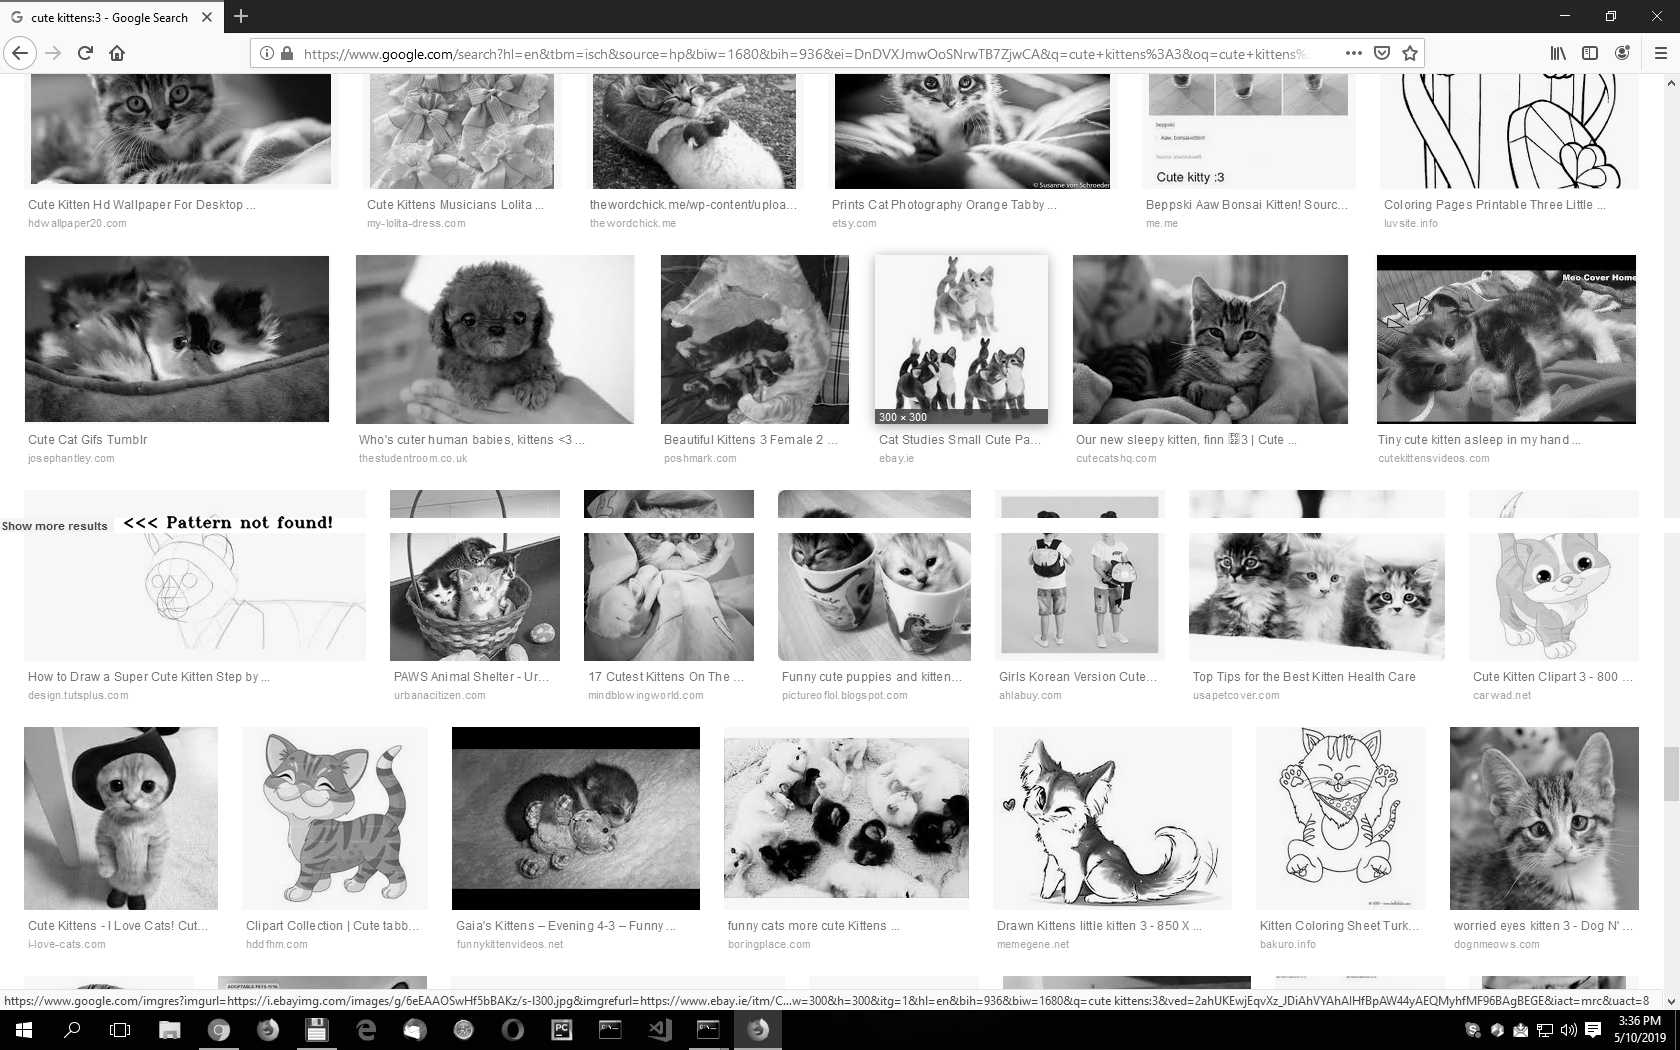 cute kittens:3 - Google Search
https://www.google.com/search?hl=en&tbm=isch&source=hp&biw=1680&bih=936&ei=DnDVXJmwOoSNrwTB7ZjwCA&q=cute+kittens%3A3&oq=cute+kittens%
© Susanne von Schroeder
beppski
Aaw, bonsai kitten!
Cute kitty :3
Cute Kitten Hd Wallpaper For Desktop ...
hdwallpaper20.com
Cute Kittens Musicians Lolita ...
my-lolita-dress.com
thewordchick.me/wp-content/uploa...
thewordchick.me
Prints Cat Photography Orange Tabby ...
etsy.com
Beppski Aaw Bonsai Kitten! Sourc...
me.me
Coloring Pages Printable Three Little ...
luvsite.info
Moo Cover Home
300 × 300
Cute Cat Gifs Tumblr
josephantley.com
Who's cuter human babies, kittens <3 ...
thestudentroom.co.uk
Beautiful Kittens 3 Female 2 ...
poshmark.com
Cat Studies Small Cute Pa...
ebay.ie
Our new sleepy kitten, finn 3 | Cute ...
cutecatshq.com
Tiny cute kitten asleep in my hand ...
cutekittensvideos.com
Show more results <<< Pattern not found!
How to Draw a Super Cute Kitten Step by ...
design.tutsplus.com
PAWS Animal Shelter - Ur...
urbanacitizen.com
17 Cutest Kittens On The ...
mindblowingworld.com
Funny cute puppies and kitten...
pictureoflol.blogspot.com
Girls Korean Version Cute...
ahlabuy.com
Top Tips for the Best Kitten Health Care
usapetcover.com
Cute Kitten Clipart 3 - 800 ...
carwad.net
Cute Kittens - I Love Cats! Cut...
i-love-cats.com
Clipart Collection | Cute tabb...
hddfhm.com
Gaia's Kittens – Evening 4-3 – Funny ...
funnykittenvideos.net
funny cats more cute Kittens ...
boringplace.com
Drawn Kittens little kitten 3 - 850 X ...
memegene.net
Kitten Coloring Sheet Turk...
bakuro.info
worried eyes kitten 3 - Dog N' ...
dognmeows.com
https://www.google.com/imgres?imgurl=https://i.ebayimg.com/images/g/6eEAAOSwHf5bBAKz/s-l300.jpg&imgrefurl=https://www.ebay.ie/itm/C...w=300&h=300&itg=1&hl=en&bih=936&biw=1680&q=cute kittens:3&ved=2ahUKEwjEqvXz_JDiAhVYAhAIHfBpAW44yAEQMyhfMF96BAgBEGE&iact=mrc&uact=8
PC
3:36 PM
5/10/2019